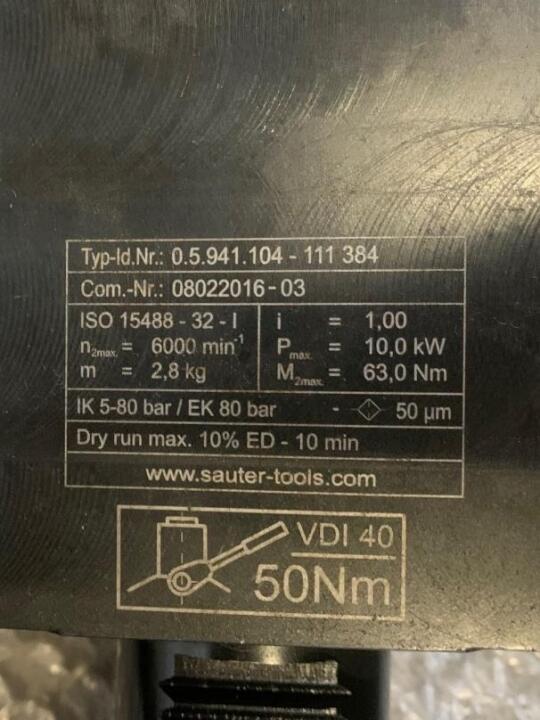 Typ-Id.Nr.: 0.5.941.104 - 111 384
Com.-Nr.: 08022016-03
ISO 15488 - 32 - I
n2max. = 6000 min-1
m = 2,8 kg
i = 1,00
Pmax. = 10,0 kW
M2max. = 63,0 Nm
IK 5-80 bar / EK 80 bar - 50 µm
Dry run max. 10% ED - 10 min
www.sauter-tools.com
VDI 40
50Nm